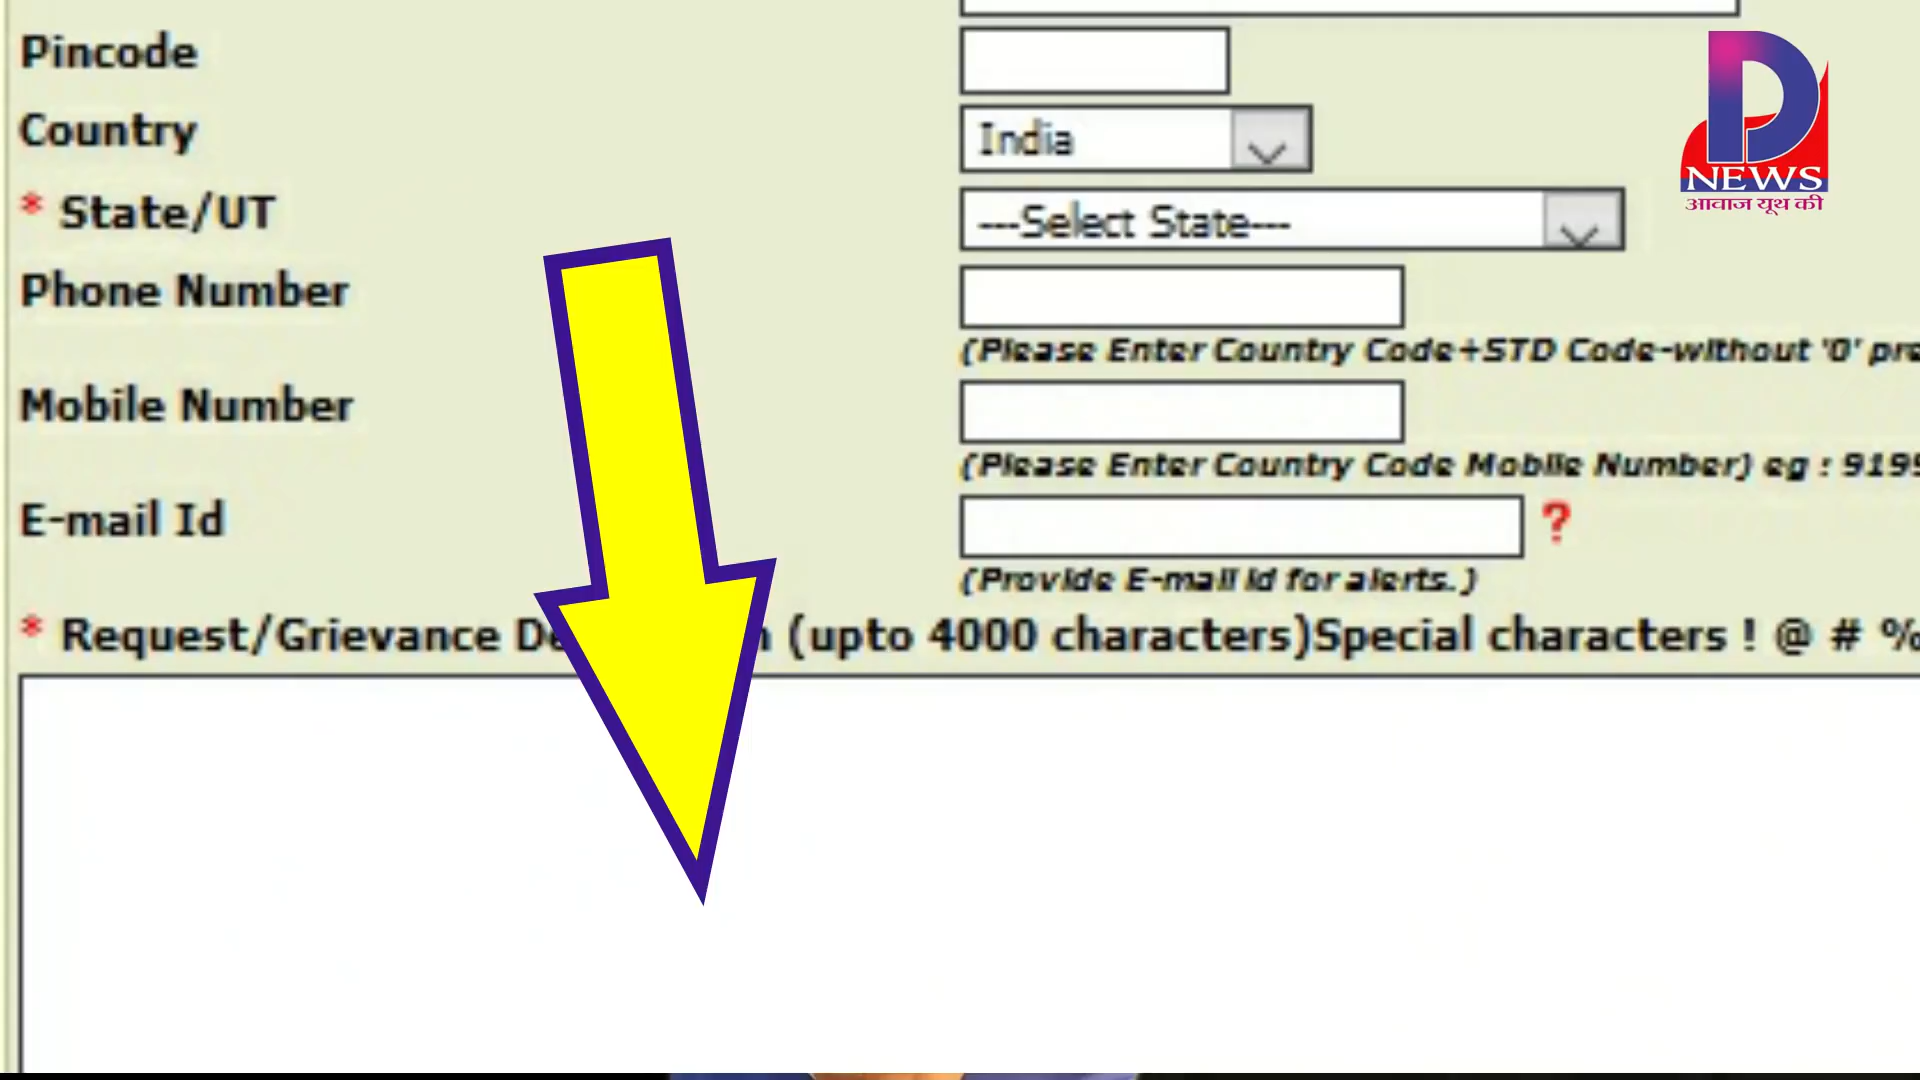 Pincode
Country
India
* State/UT
---Select State---
Phone Number
(Please Enter Country Code+STD Code-without '0' pre
Mobile Number
(Please Enter Country Code Mobile Number) eg : 9195
E-mail Id
?
(Provide E-mail id for alerts.)
* Request/Grievance (upto 4000 characters)Special characters ! @ # %
D
NEWS
आवाज यूथ की